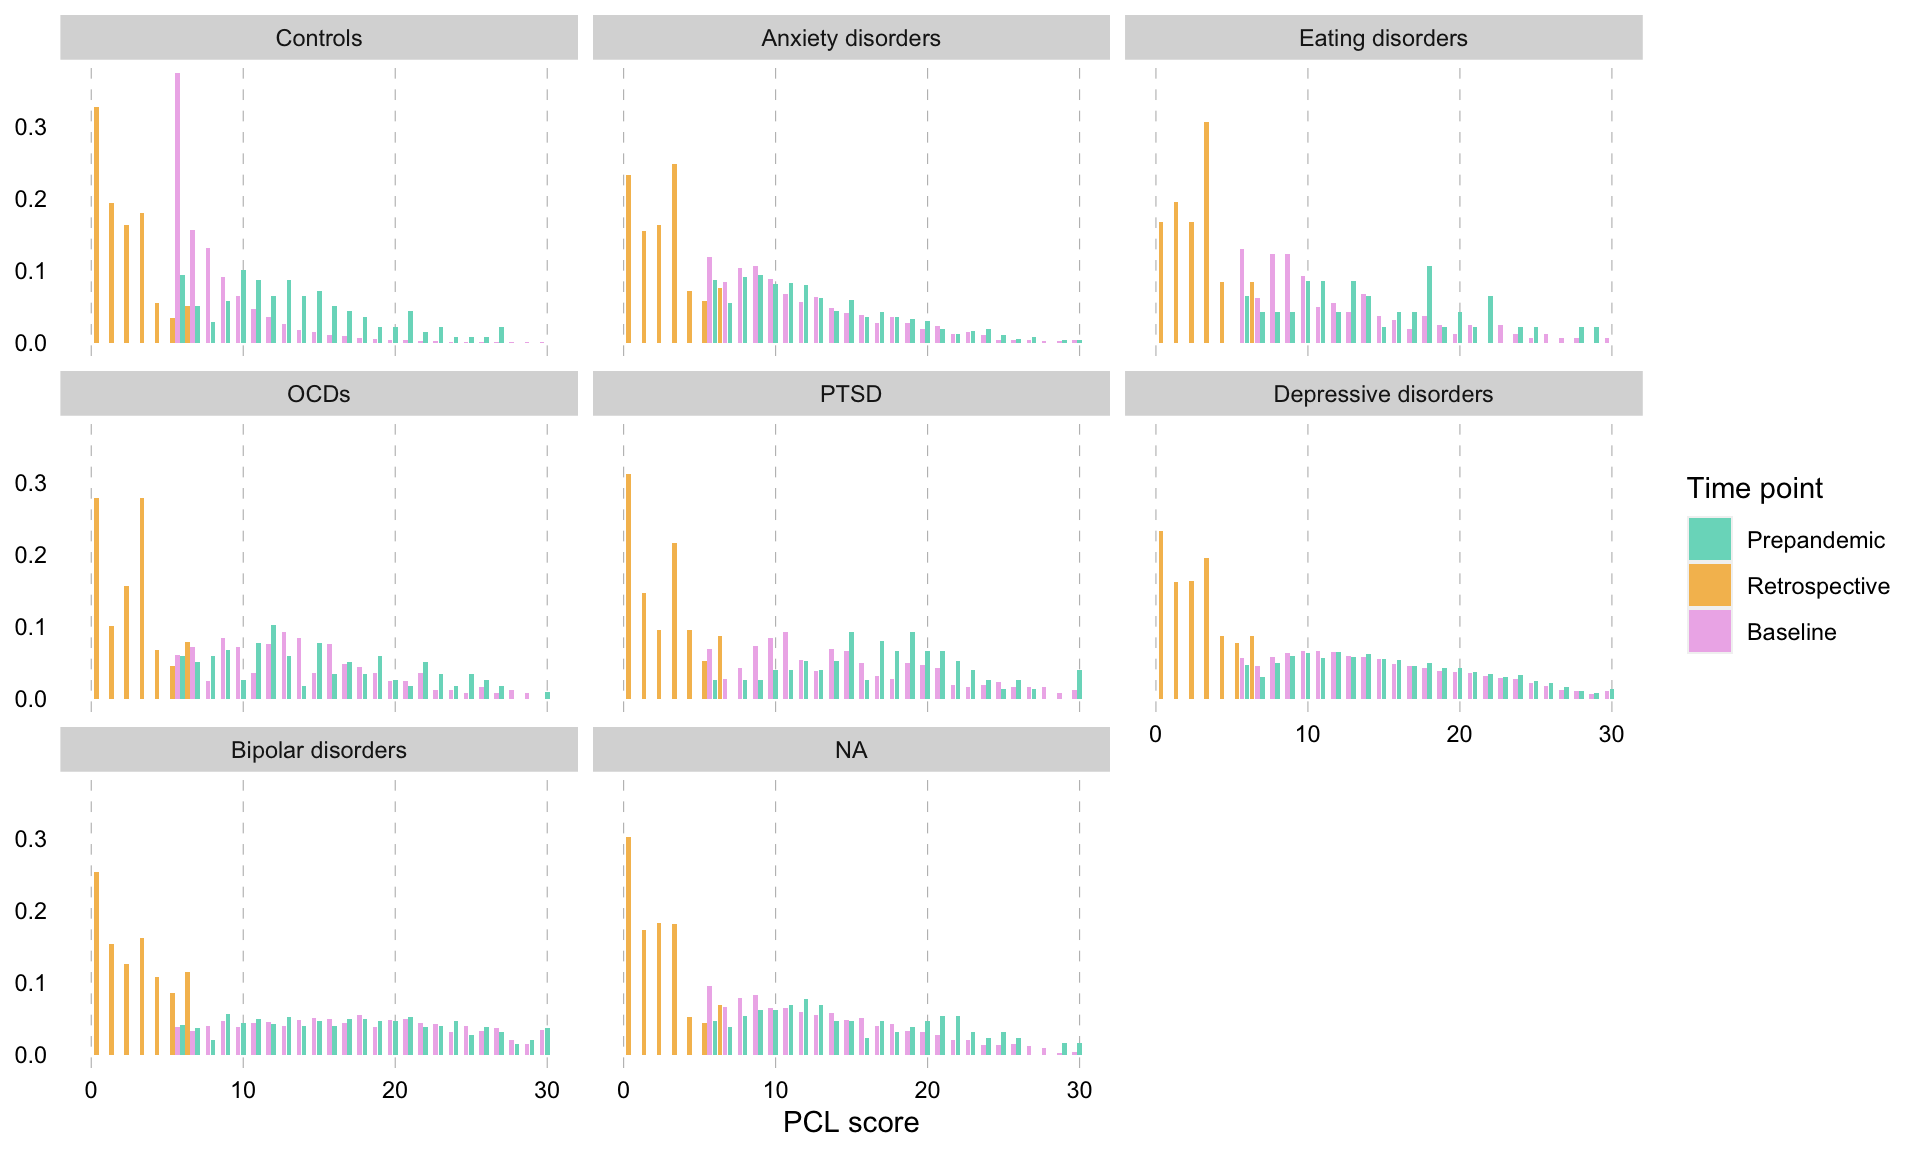 Controls
Anxiety disorders
Eating disorders
0.3
0.2
0.1
0.0
OCDs
PTSD
Depressive disorders
0.3
0.2
0.1
0.0
0 10 20 30
Bipolar disorders
NA
0.3
0.2
0.1
0.0
0 10 20 30
0 10 20 30
PCL score
Time point
Prepandemic
Retrospective
Baseline